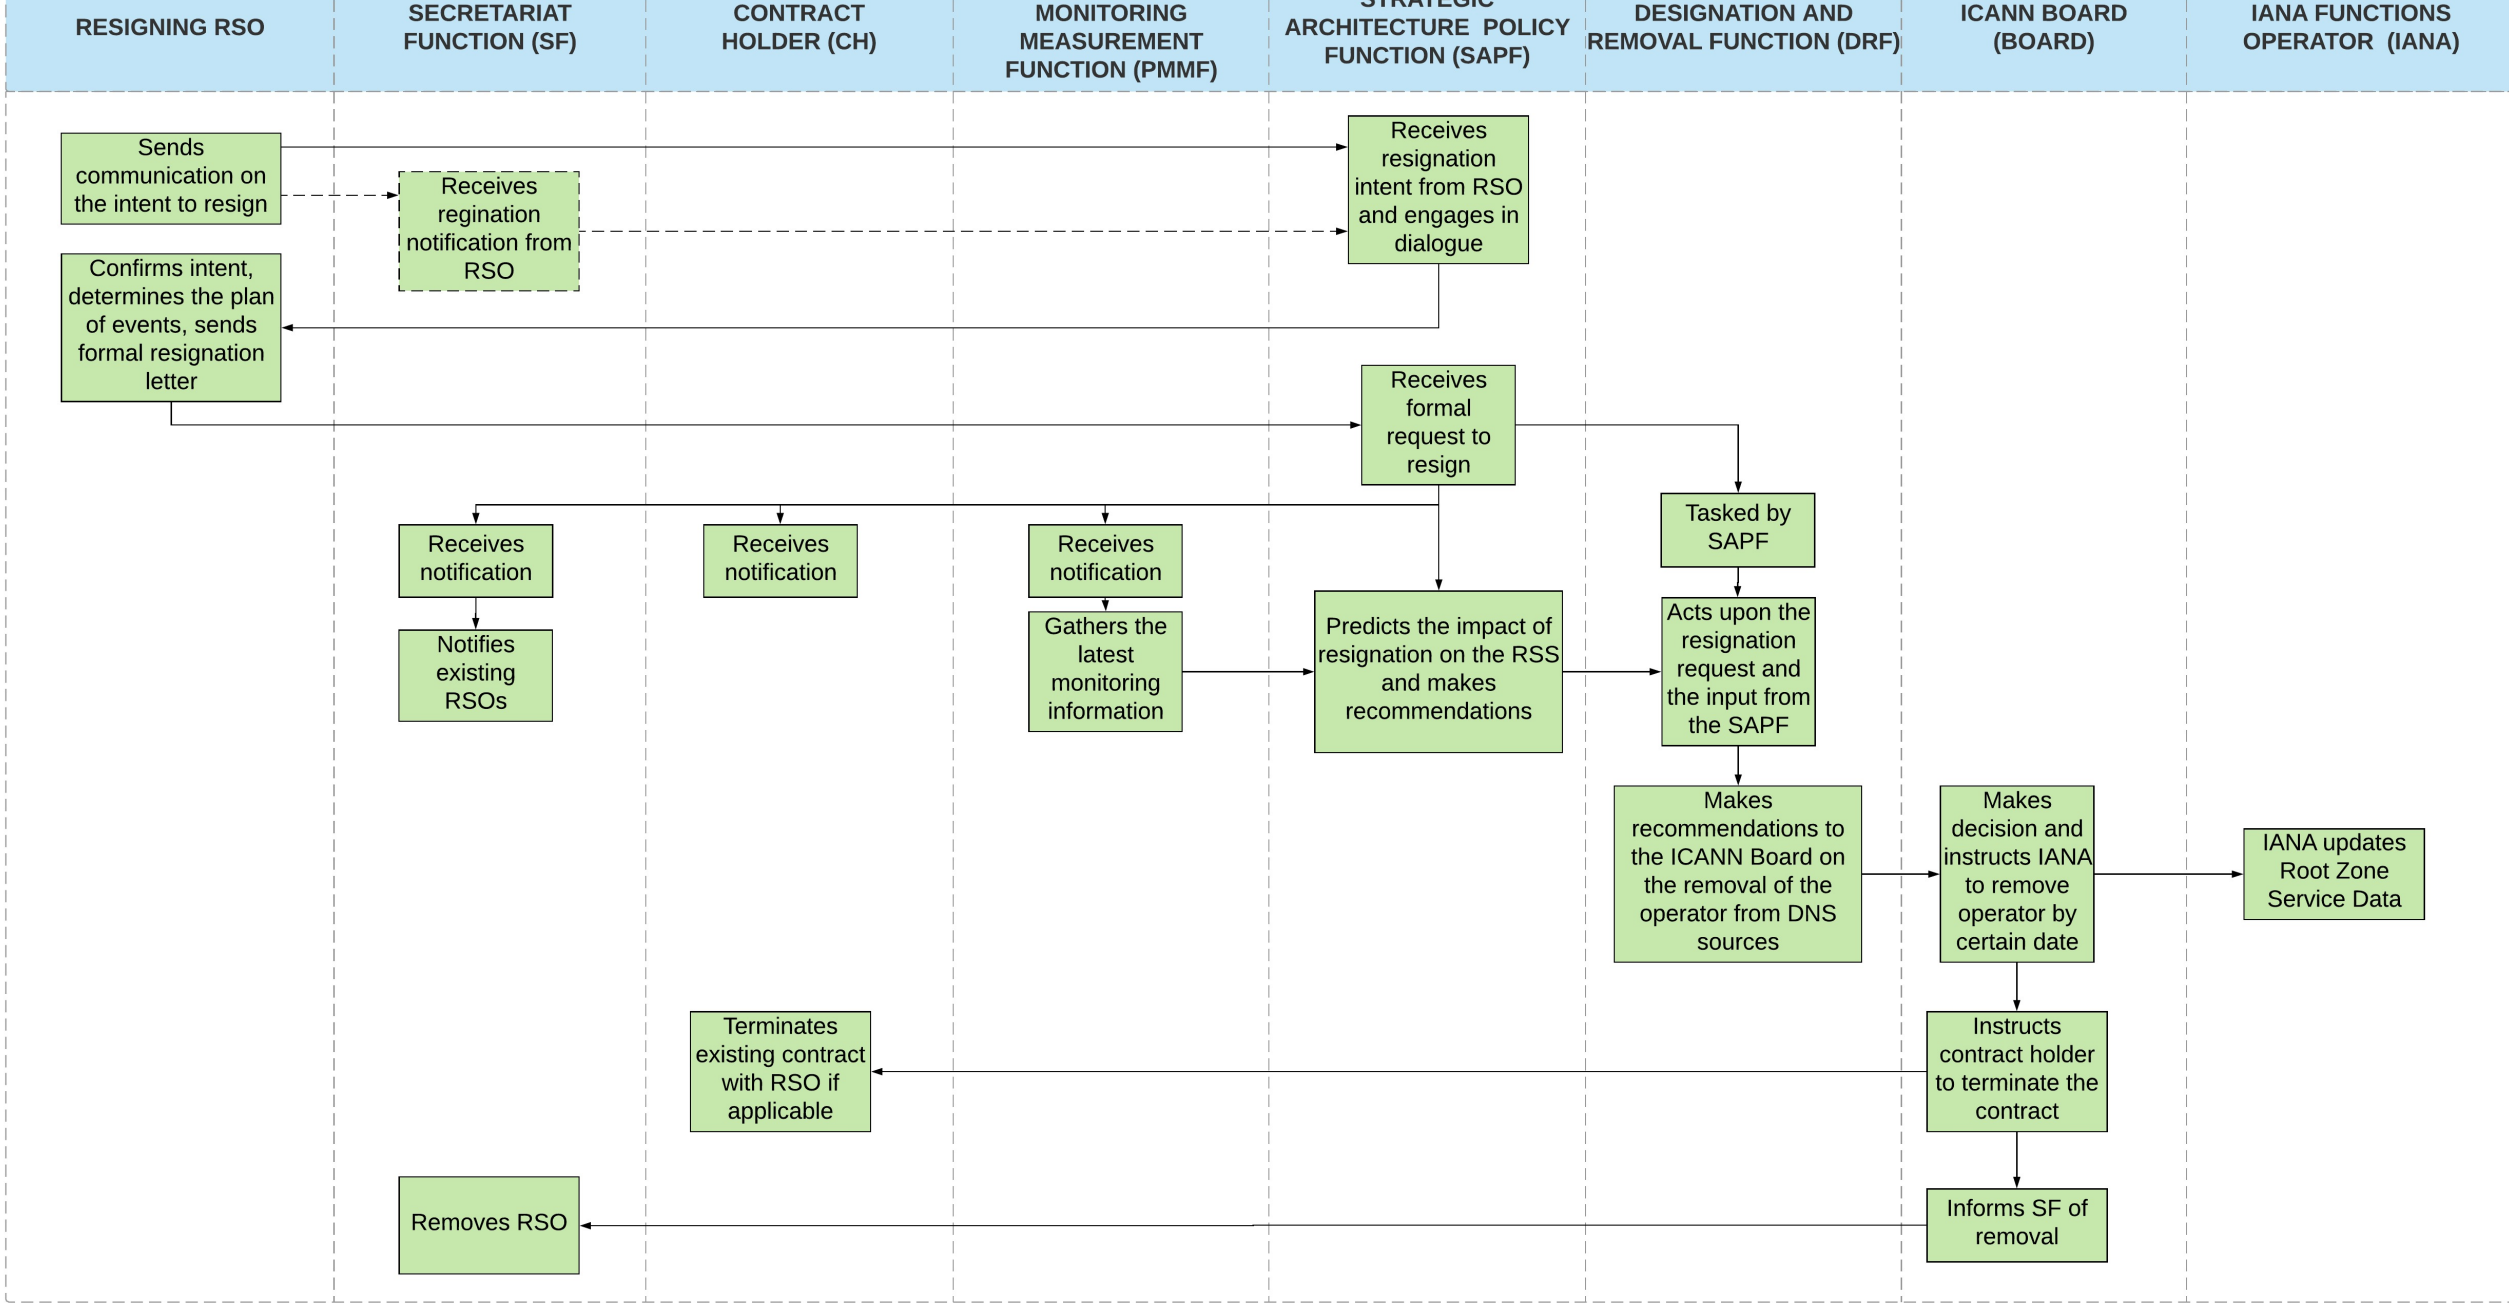 RESIGNING RSO
SECRETARIAT
FUNCTION (SF)
CONTRACT
HOLDER (CH)
MONITORING
MEASUREMENT
FUNCTION (PMMF)
STRATEGIC
ARCHITECTURE POLICY
FUNCTION (SAPF)
DESIGNATION AND
REMOVAL FUNCTION (DRF)
ICANN BOARD
(BOARD)
IANA FUNCTIONS
OPERATOR (IANA)
Sends
communication on
the intent to resign
Receives
regination
notification from
RSO
Receives
resignation
intent from RSO
and engages in
dialogue
Confirms intent,
determines the plan
of events, sends
formal resignation
letter
Receives
formal
request to
resign
Tasked by
SAPF
Receives
notification
Receives
notification
Receives
notification
Notifies
existing
RSOs
Gathers the
latest
monitoring
information
Predicts the impact of
resignation on the RSS
and makes
recommendations
Acts upon the
resignation
request and
the input from
the SAPF
Makes
recommendations to
the ICANN Board on
the removal of the
operator from DNS
sources
Makes
decision and
instructs IANA
to remove
operator by
certain date
IANA updates
Root Zone
Service Data
Terminates
existing contract
with RSO if
applicable
Instructs
contract holder
to terminate the
contract
Removes RSO
Informs SF of
removal